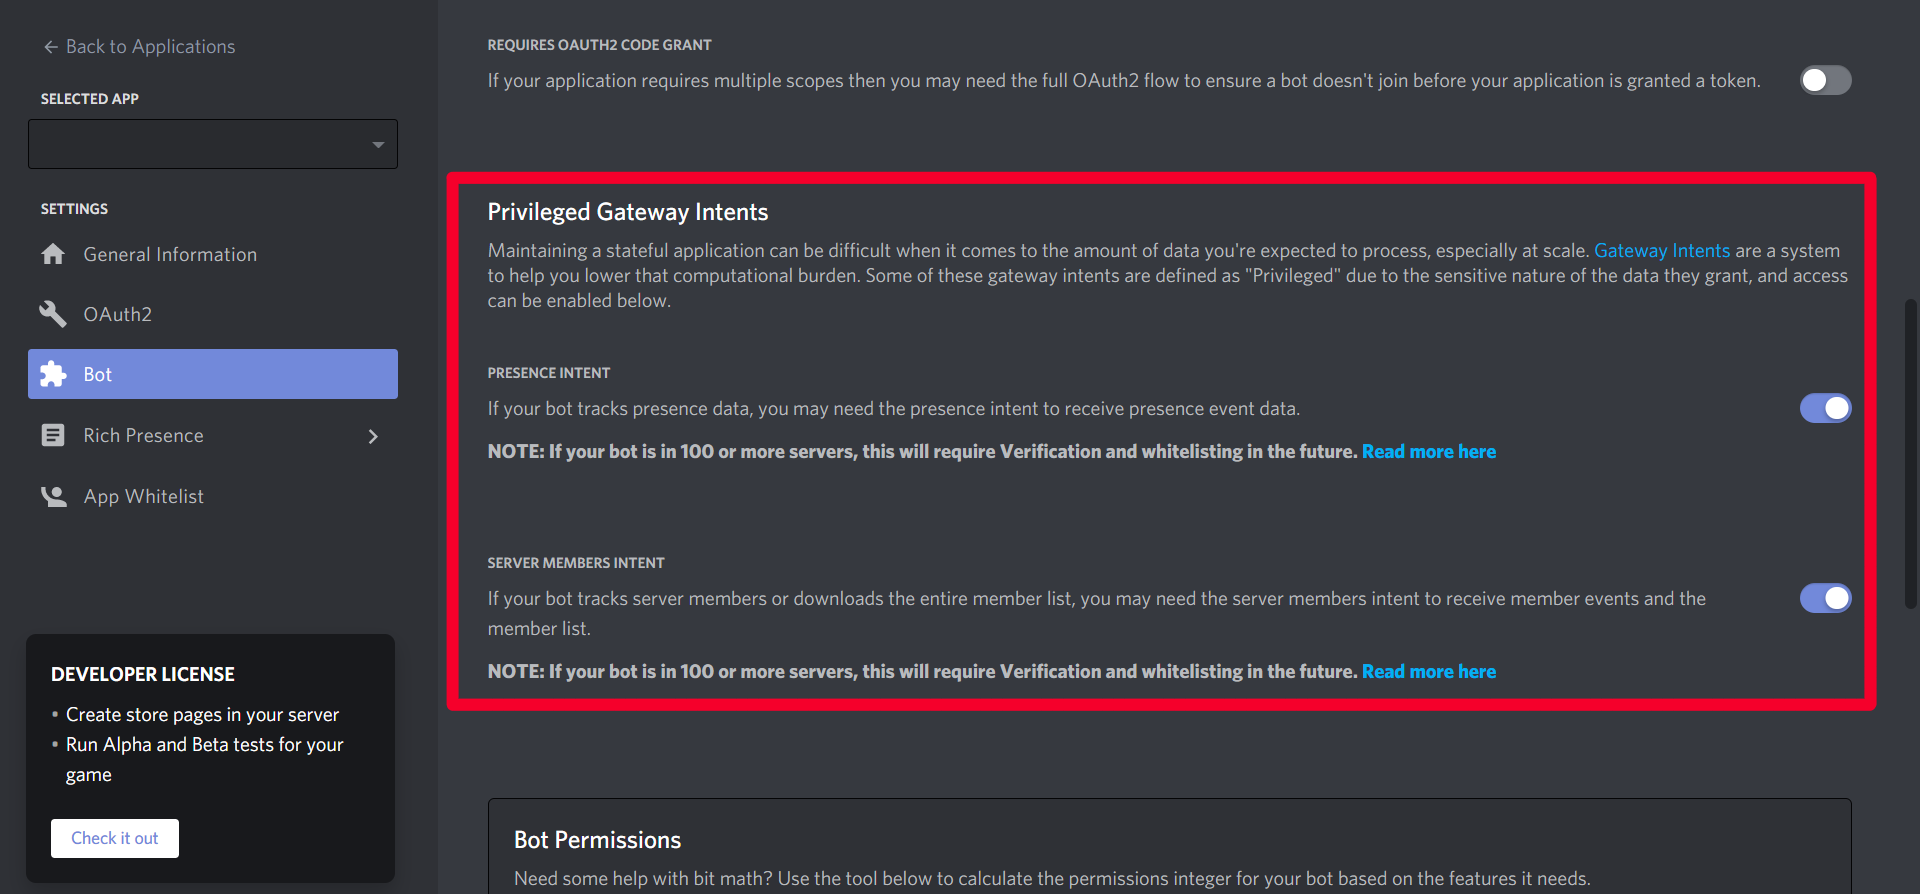 ← Back to Applications
SELECTED APP
SETTINGS
General Information
OAuth2
Bot
Rich Presence
App Whitelist
DEVELOPER LICENSE
• Create store pages in your server
• Run Alpha and Beta tests for your
game
Check it out
REQUIRES OAUTH2 CODE GRANT
If your application requires multiple scopes then you may need the full OAuth2 flow to ensure a bot doesn't join before your application is granted a token.
Privileged Gateway Intents
Maintaining a stateful application can be difficult when it comes to the amount of data you're expected to process, especially at scale. Gateway Intents are a system
to help you lower that computational burden. Some of these gateway intents are defined as "Privileged" due to the sensitive nature of the data they grant, and access
can be enabled below.
PRESENCE INTENT
If your bot tracks presence data, you may need the presence intent to receive presence event data.
NOTE: If your bot is in 100 or more servers, this will require Verification and whitelisting in the future. Read more here
SERVER MEMBERS INTENT
If your bot tracks server members or downloads the entire member list, you may need the server members intent to receive member events and the
member list.
NOTE: If your bot is in 100 or more servers, this will require Verification and whitelisting in the future. Read more here
Bot Permissions
Need some help with bit math? Use the tool below to calculate the permissions integer for your bot based on the features it needs.